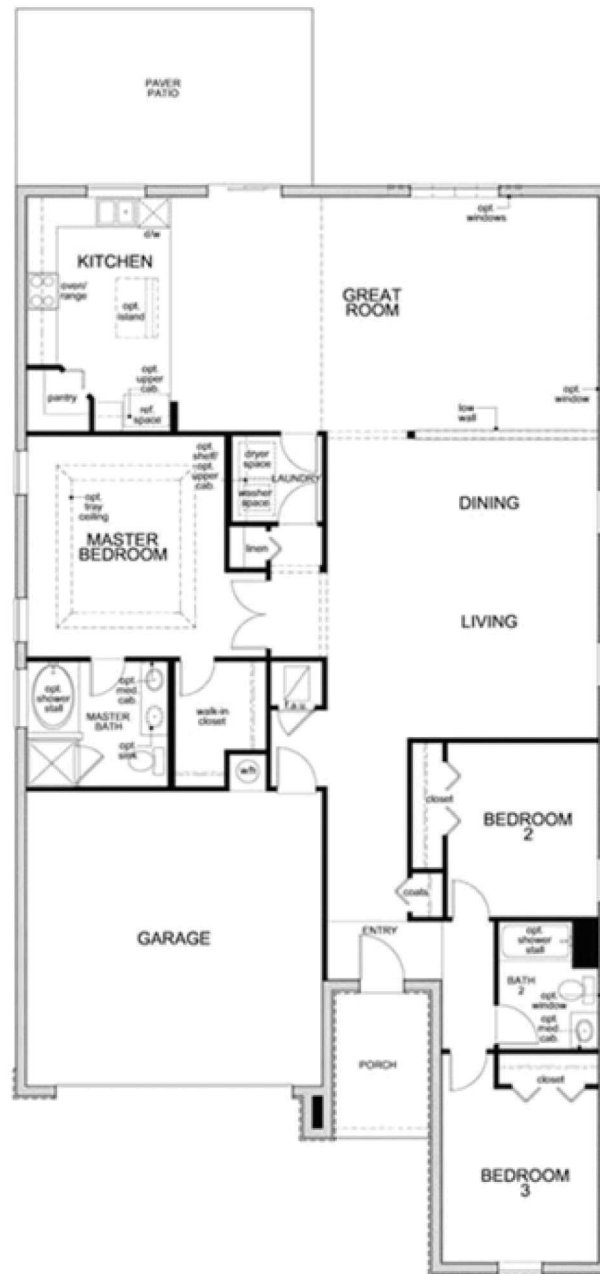 PAVER
PATIO
opt.
windows
d/w
KITCHEN
oven/
range
opt.
island
GREAT
ROOM
opt.
upper
cab.
pantry
ref.
space
opt.
window
low
wall
opt.
shelf/
opt.
upper
cab.
dryer
space
LAUNDRY
washer
space
opt.
tray
ceiling
MASTER
BEDROOM
linen
DINING
LIVING
opt.
shower
stall
opt.
med.
cab.
MASTER
BATH
opt.
sink
walk-in
closet
f.a.u.
w/h
closet
BEDROOM
2
coats
GARAGE
ENTRY
opt.
shower
stall
BATH
2
opt.
window
opt.
med.
cab.
PORCH
closet
BEDROOM
3